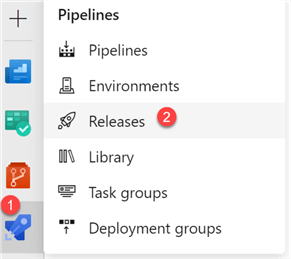 Pipelines
Pipelines
Environments
Releases 2
Library
Task groups
1
Deployment groups